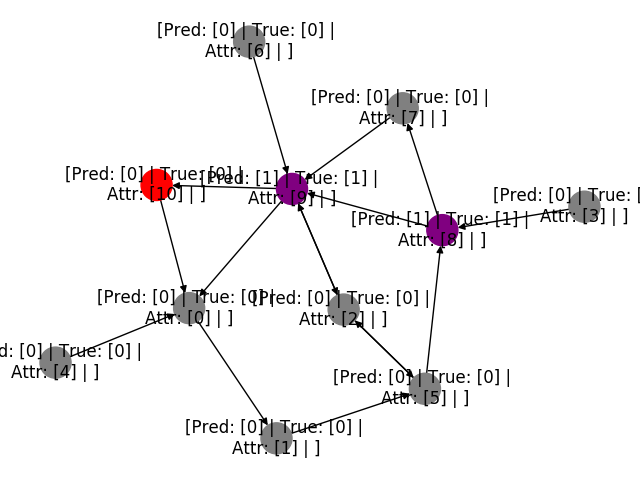 [Pred: [0] | True: [0] |
Attr: [6] | ]
[Pred: [0] | True: [0] |
Attr: [7] | ]
[Pred: [0] | True: [0] |
Attr: [10] | ]
[Pred: [1] | True: [1] |
Attr: [9] | ]
[Pred: [0] | True: [
Attr: [3] | ]
[Pred: [1] | True: [1] |
Attr: [8] | ]
[Pred: [0] | True: [0] |
Attr: [0] | ]
[Pred: [0] | True: [0] |
Attr: [2] | ]
d: [0] | True: [0] |
Attr: [4] | ]
[Pred: [0] | True: [0] |
Attr: [5] | ]
[Pred: [0] | True: [0] |
Attr: [1] | ]